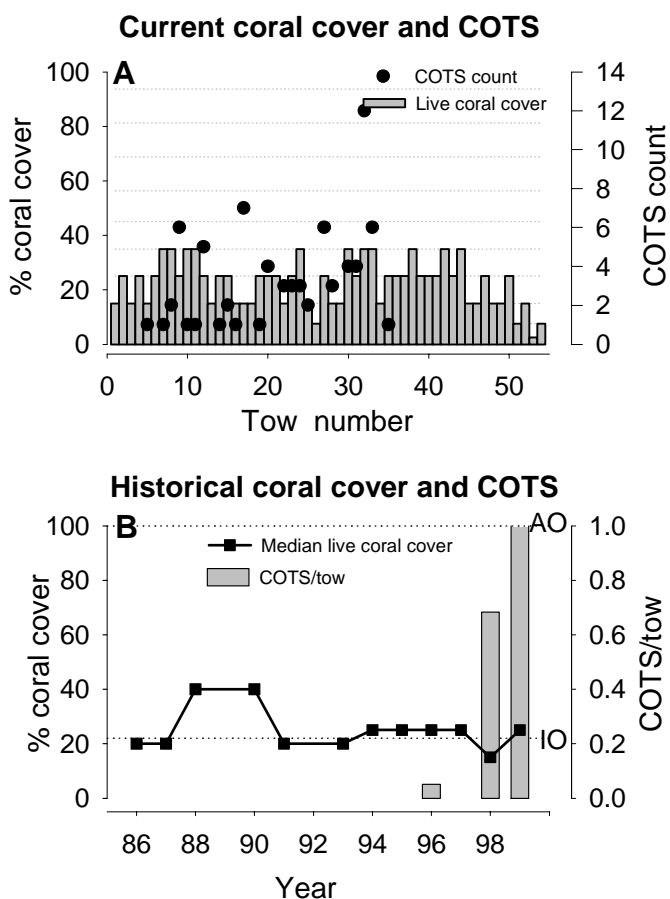 Current coral cover and COTS
A
COTS count
Live coral cover
100
80
60
40
20
0
% coral cover
14
12
10
8
6
4
2
0
COTS count
0 10 20 30 40 50
Tow number
Historical coral cover and COTS
B
AO
Median live coral cover
COTS/tow
100
80
60
40
20
0
% coral cover
1.0
0.8
0.6
0.4
0.2
0.0
COTS/tow
IO
86 88 90 92 94 96 98
Year